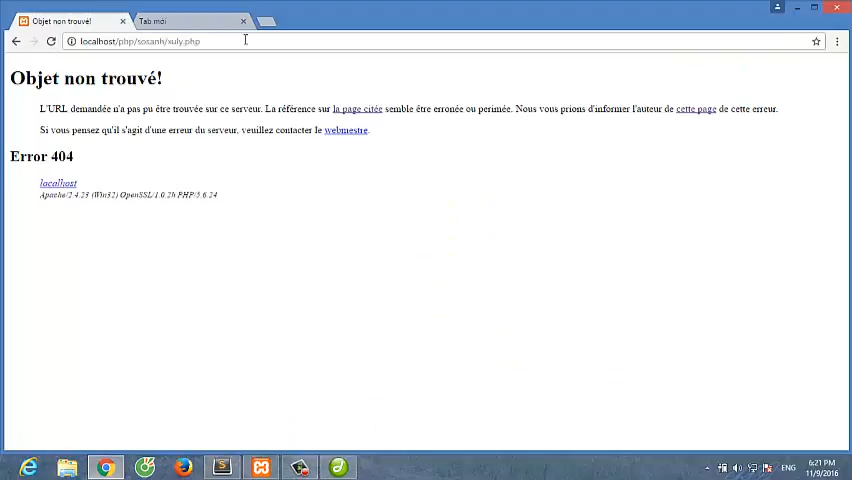 Objet non trouvé!
Tab mới
localhost/php/sosanh/xuly.php
Objet non trouvé!
L'URL demandée n'a pas pu être trouvée sur ce serveur. La référence sur la page citée semble être erronée ou perimée. Nous vous prions d'informer l'auteur de cette page de cette erreur.
Si vous pensez qu'il s'agit d'une erreur du serveur, veuillez contacter le webmestre.
Error 404
localhost
Apache/2.4.23 (Win32) OpenSSL/1.0.2h PHP/5.6.24
ENG
6:21 PM
11/9/2016